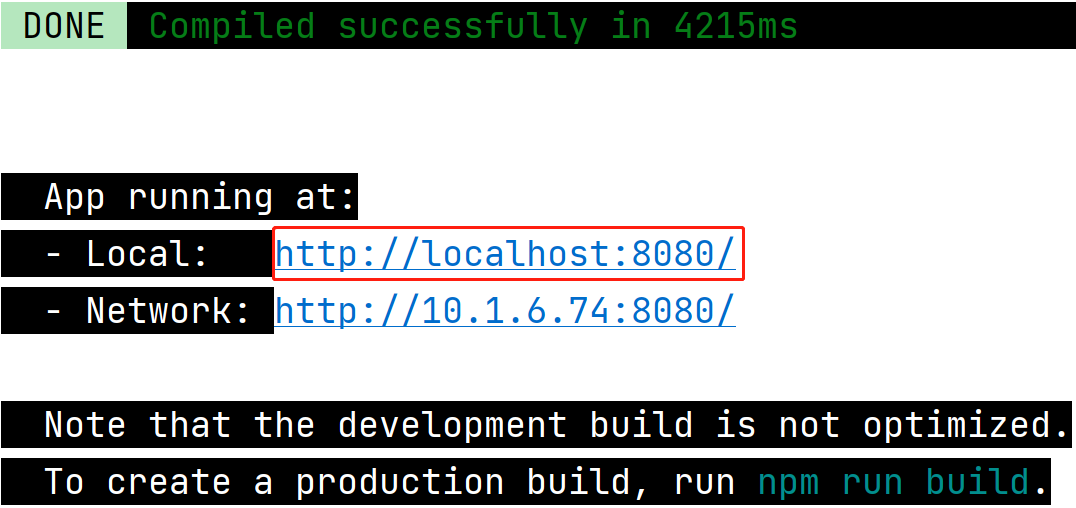 DONE Compiled successfully in 4215ms
App running at:
- Local: http://localhost:8080/
- Network: http://10.1.6.74:8080/
Note that the development build is not optimized.
To create a production build, run npm run build.